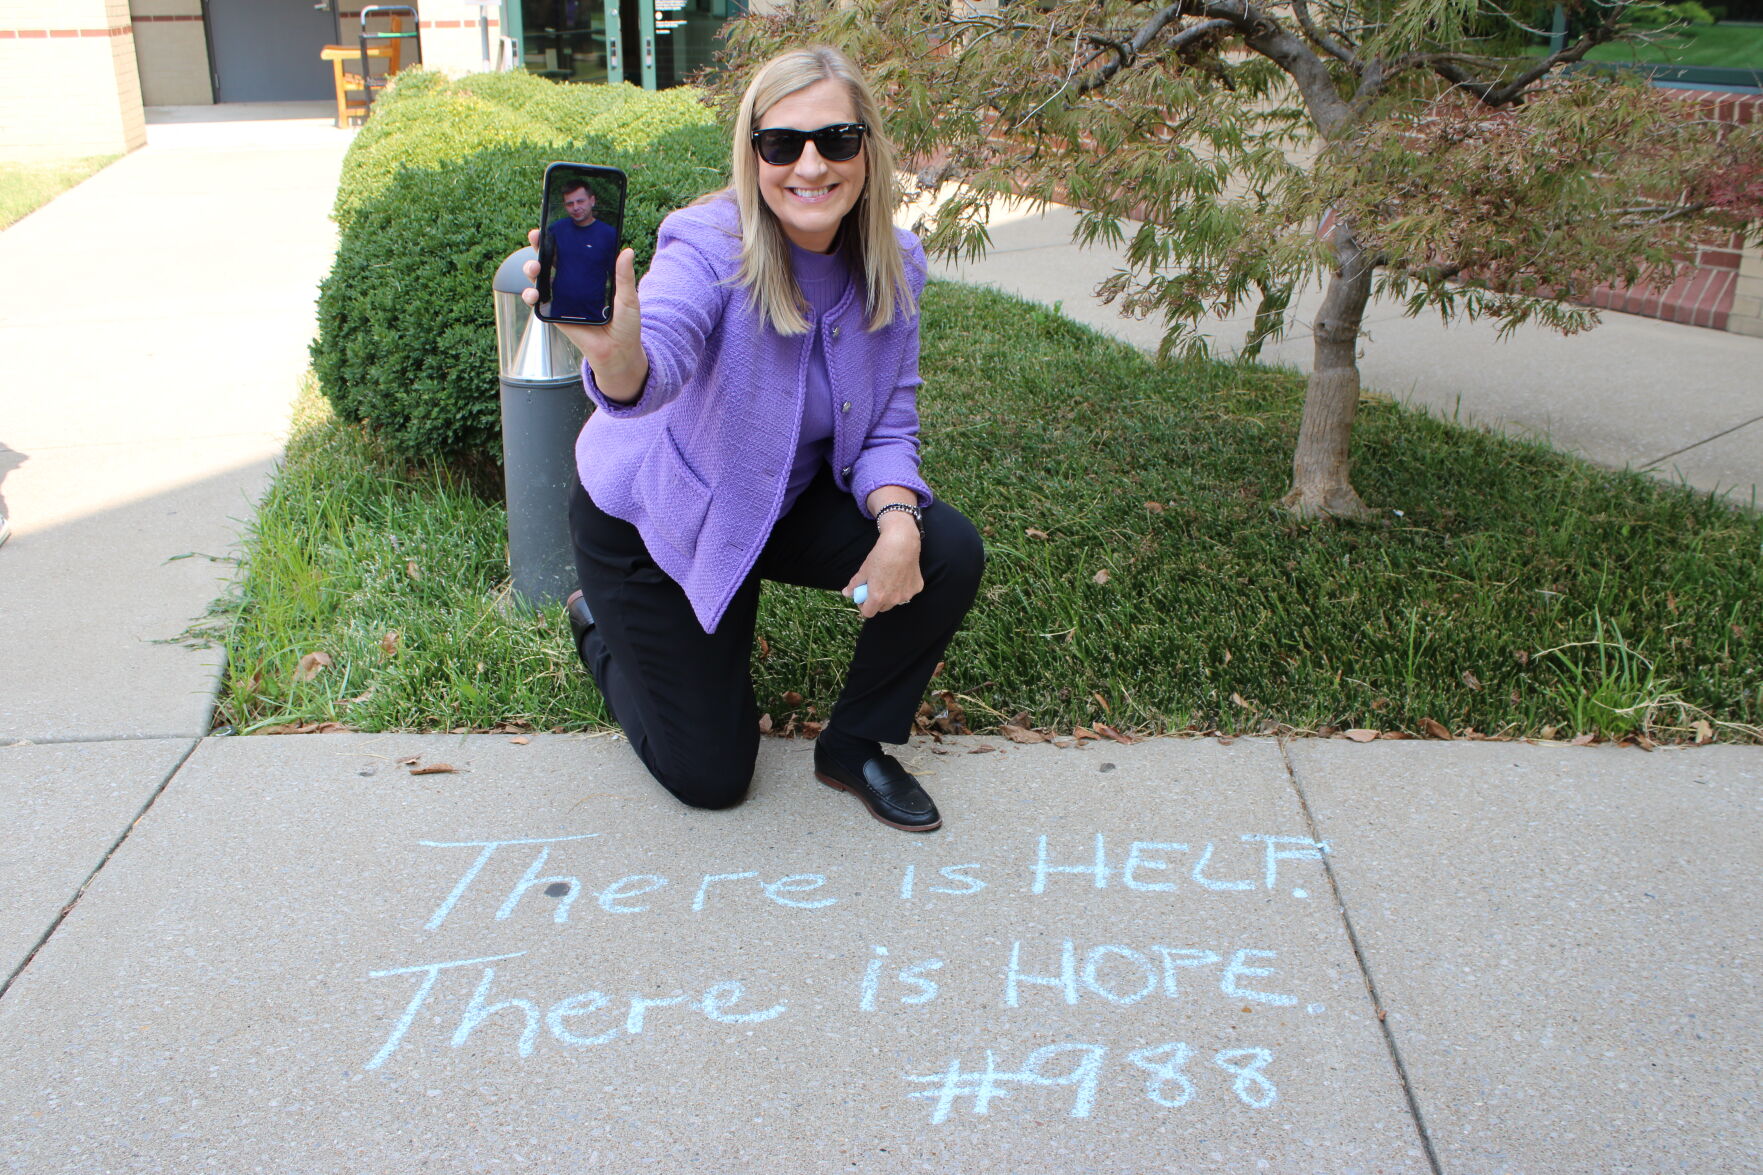 There is HELP.
There is HOPE.
#988